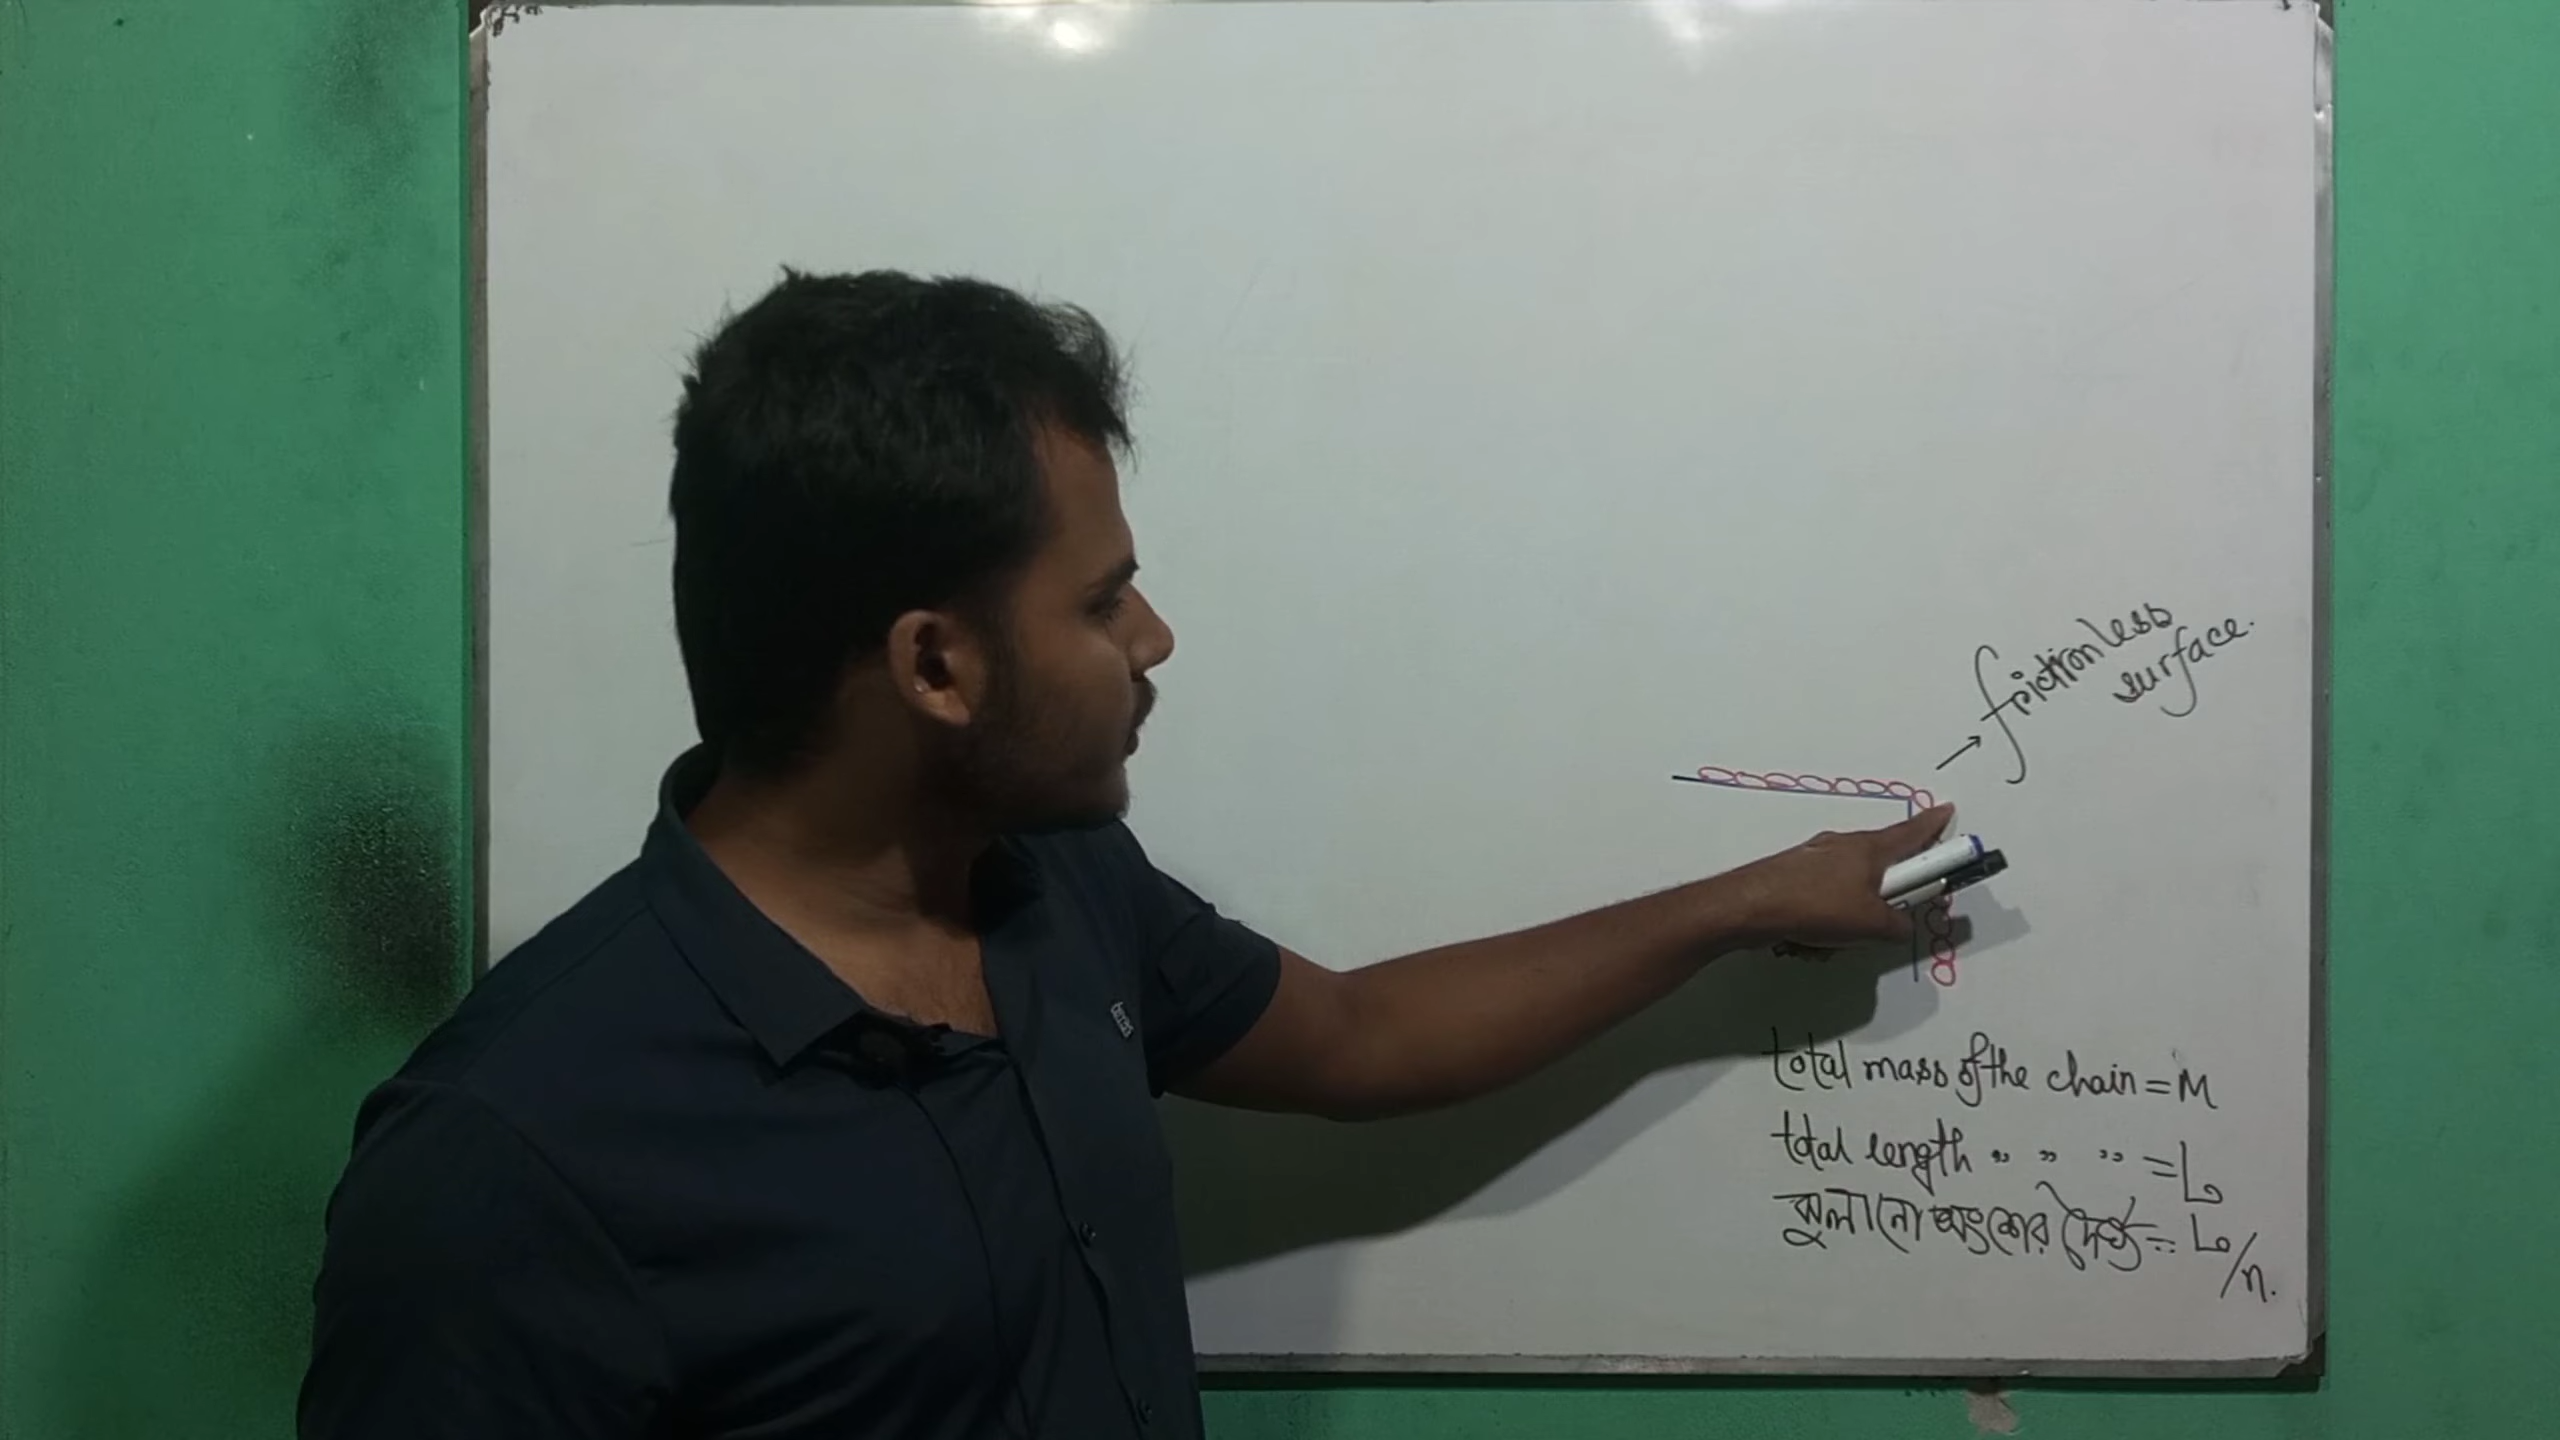 frictionless
surface.
total mass of the chain = M
total length " " " = L
ঝুলানো অংশের দৈর্ঘ্য = L/n.